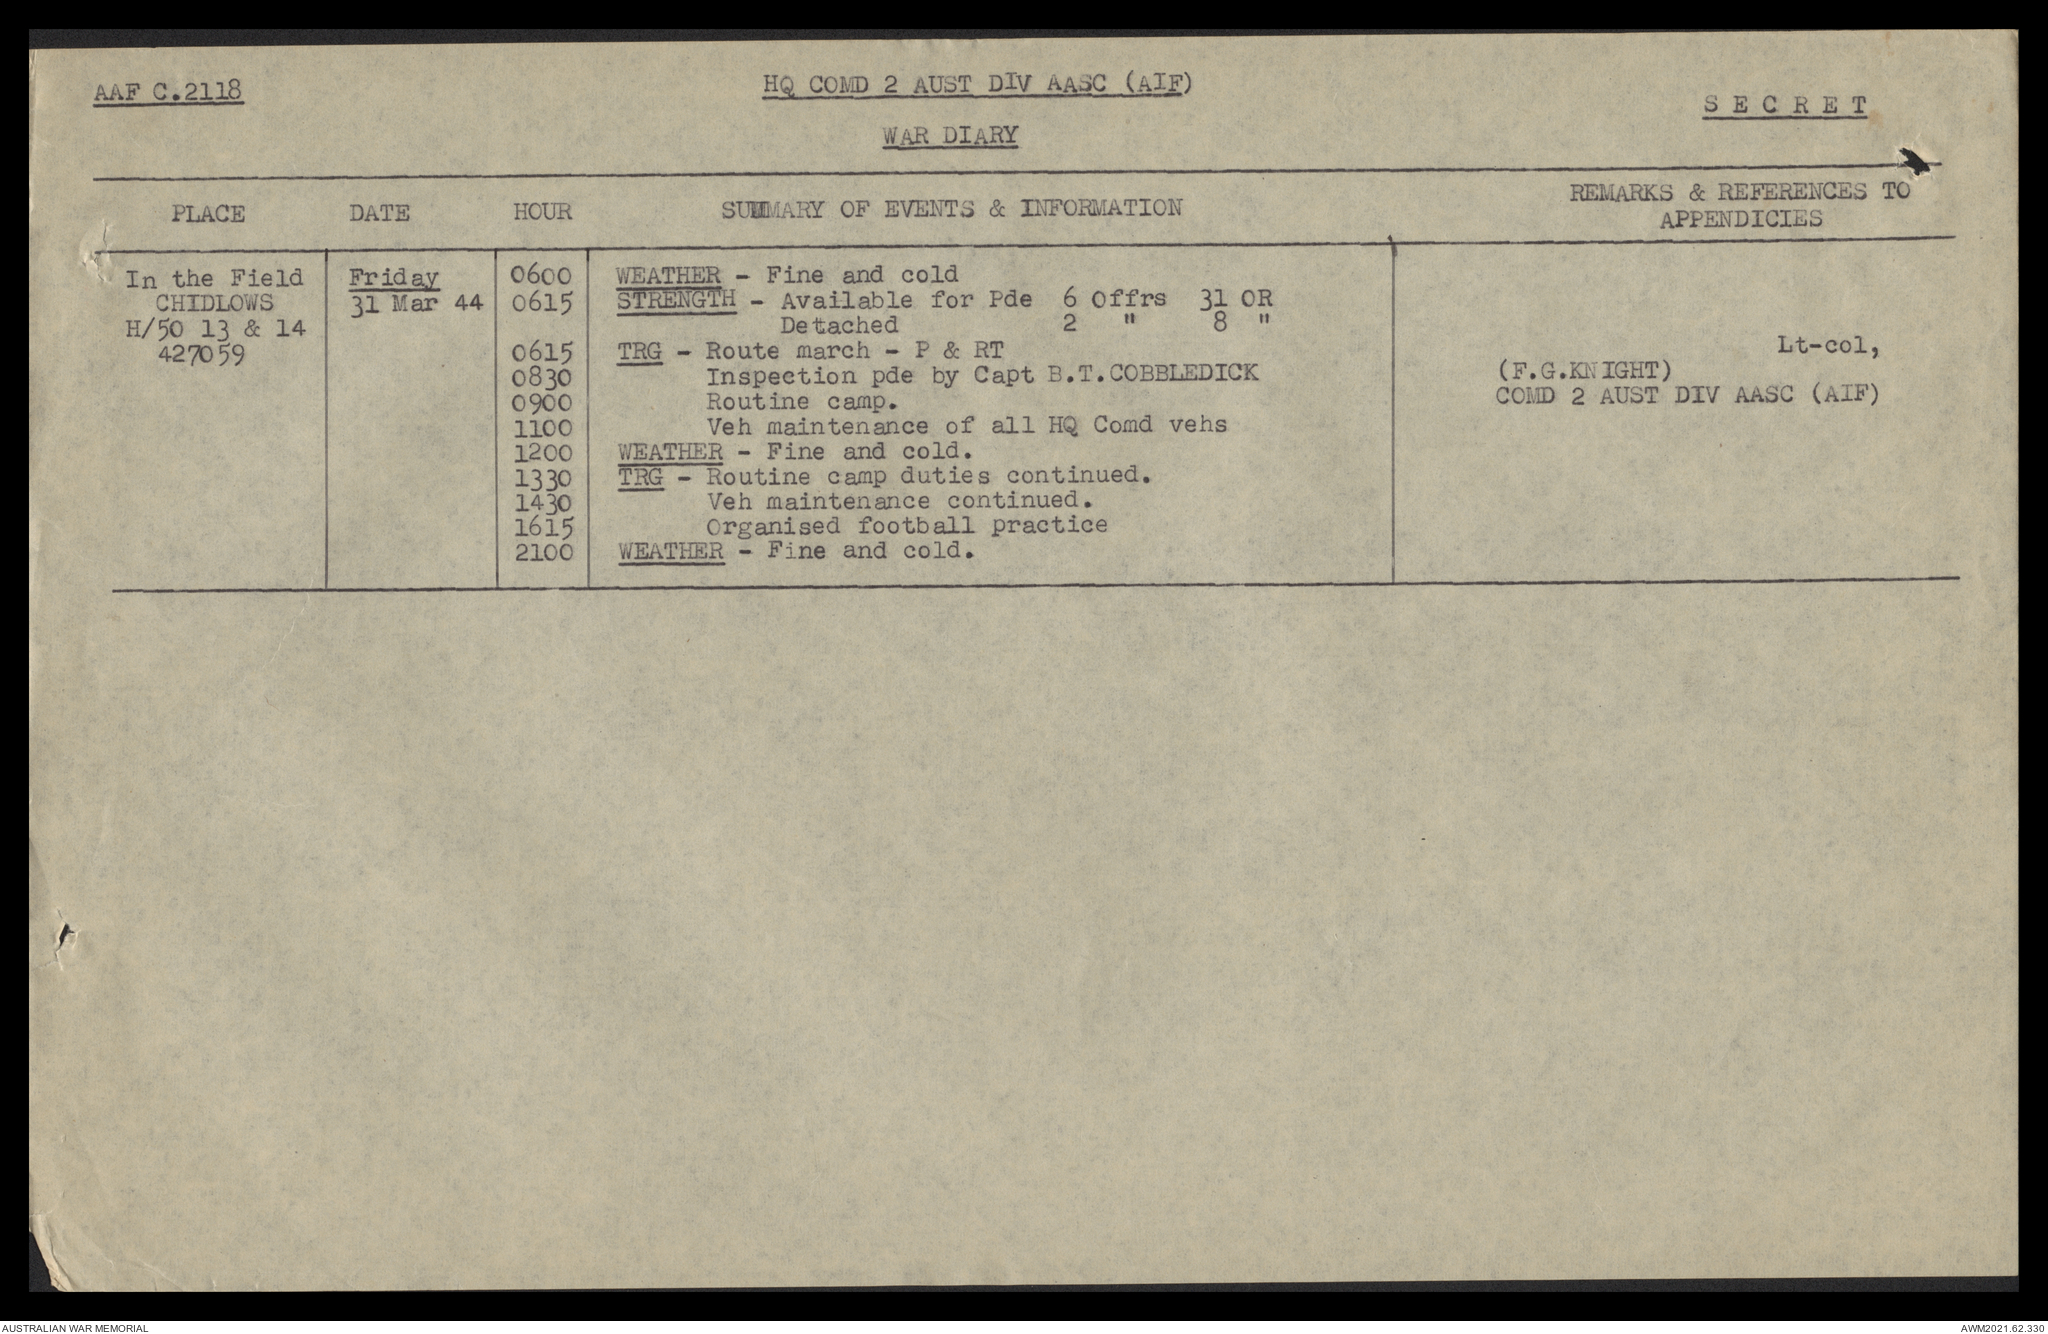 AAF C.2118
HQ COMD 2 AUST DIV AASC (AIF)
S E C R E T
WAR DIARY
PLACE DATE HOUR SUMMARY OF EVENTS & INFORMATION REMARKS & REFERENCES TO
APPENDICIES
In the Field Friday 0600 WEATHER - Fine and cold
CHIDLOWS 31 Mar 44 0615 STRENGTH - Available for Pde 6 Offrs 31 OR
H/50 13 & 14 Detached 2 " 8 "
427059 0615 TRG - Route march - P & RT Lt-col,
0830 Inspection pde by Capt B.T.COBBLEDICK (F.G.KNIGHT)
0900 Routine camp. COMD 2 AUST DIV AASC (AIF)
1100 Veh maintenance of all HQ Comd vehs
1200 WEATHER - Fine and cold.
1330 TRG - Routine camp duties continued.
1430 Veh maintenance continued.
1615 Organised football practice
2100 WEATHER - Fine and cold.
AUSTRALIAN WAR MEMORIAL AWM2021.62.330